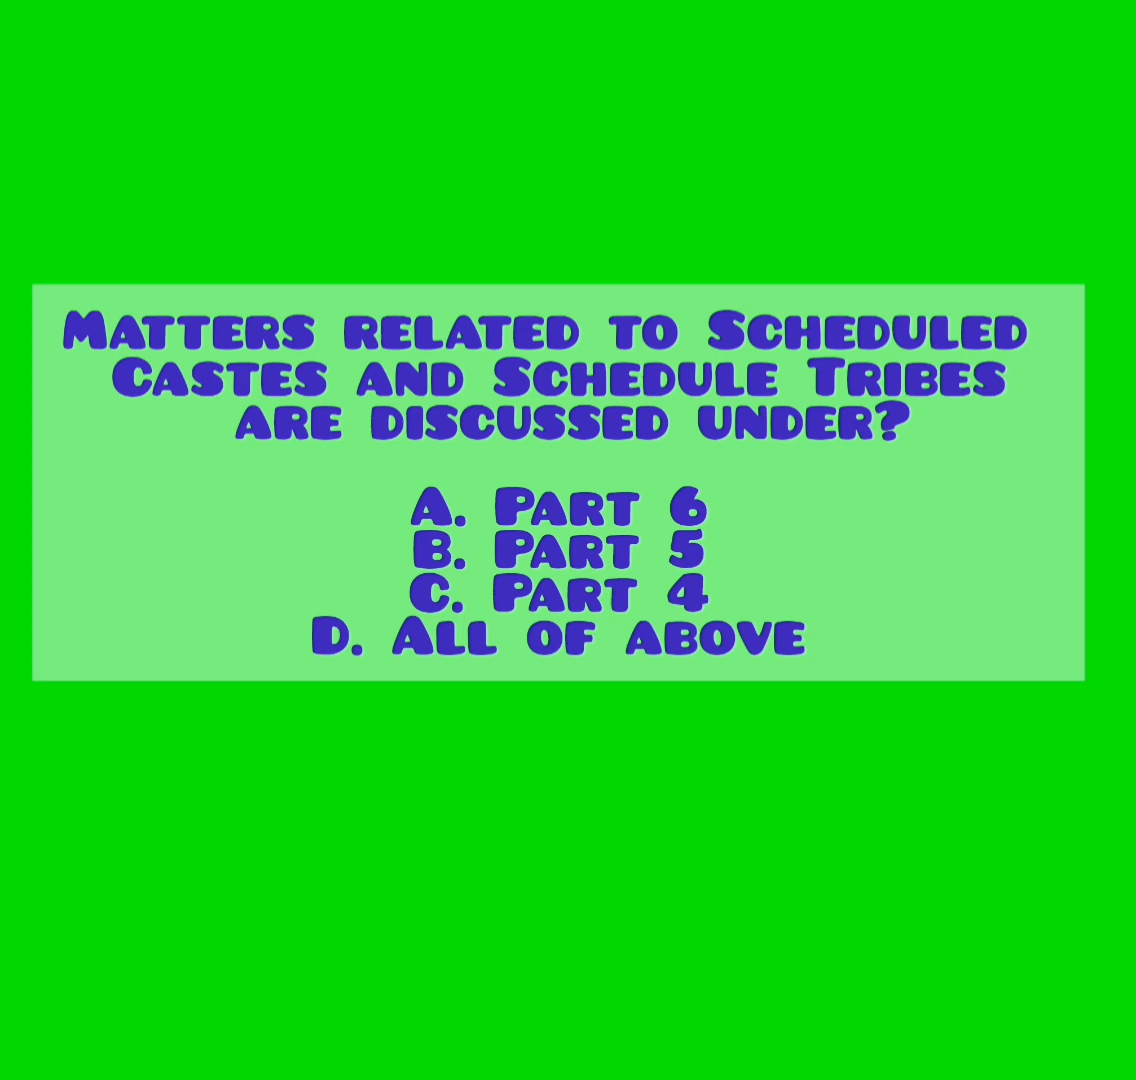 Matters related to Scheduled
Castes and Schedule Tribes
are discussed under?
A. Part 6
B. Part 5
C. Part 4
D. All of above